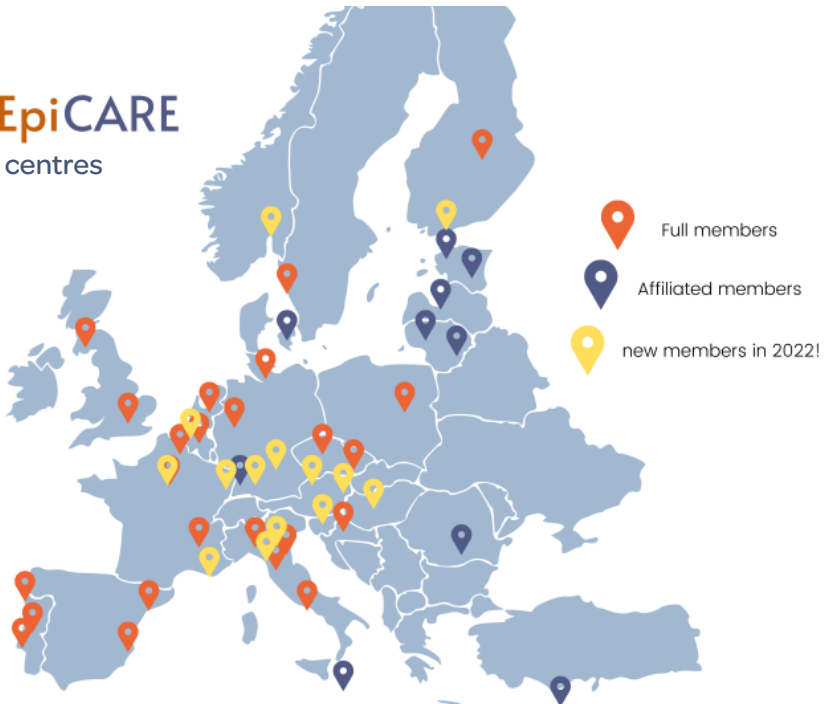 EpiCARE
centres
Full members
Affiliated members
new members in 2022!